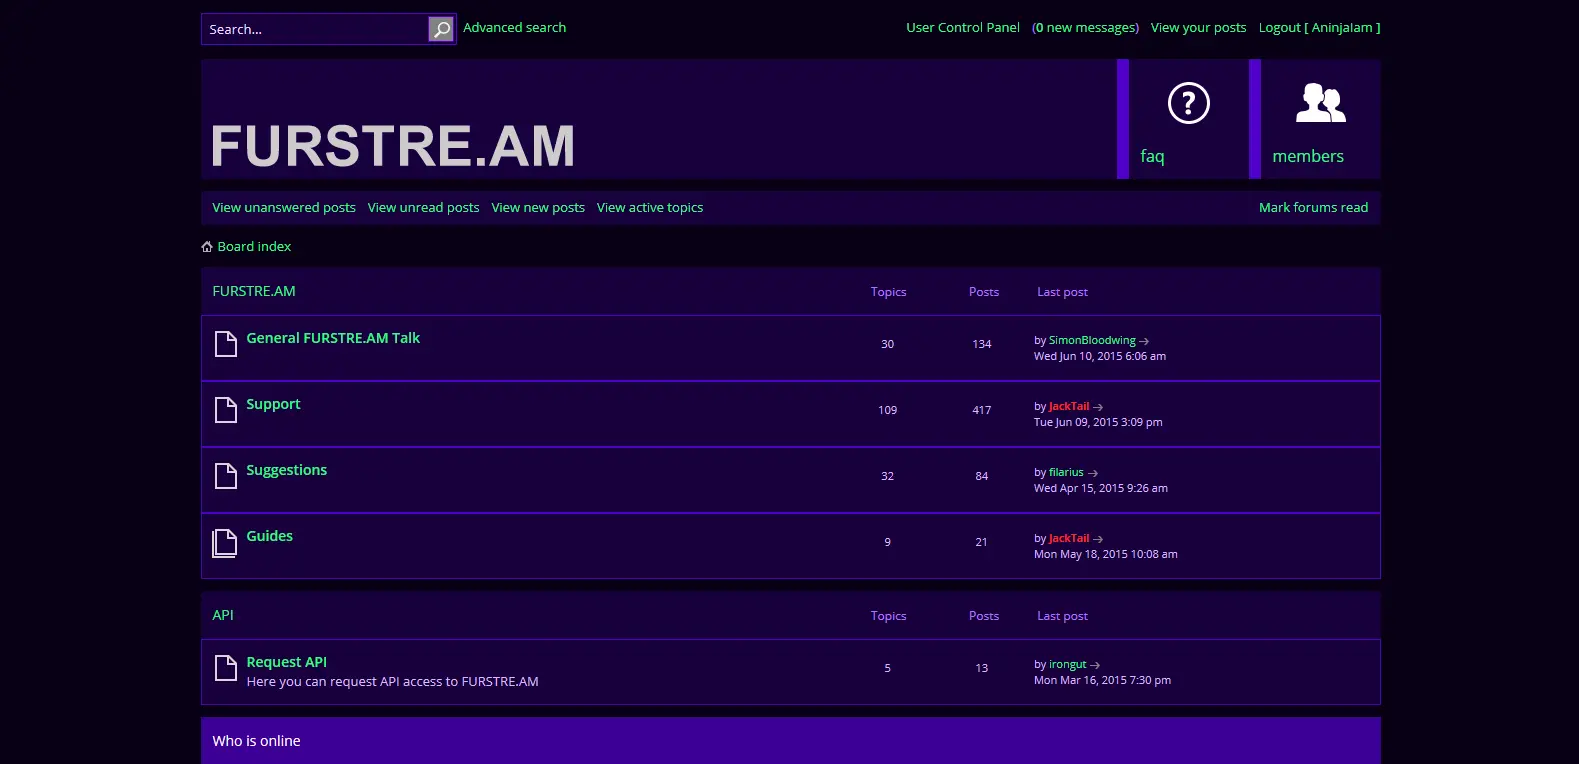 Search... Advanced search User Control Panel (0 new messages) View your posts Logout [ Aninjalam ]
FURSTRE.AM
faq
members
View unanswered posts View unread posts View new posts View active topics Mark forums read
Board index
FURSTRE.AM Topics Posts Last post
General FURSTRE.AM Talk 30 134 by SimonBloodwing
Wed Jun 10, 2015 6:06 am
Support 109 417 by JackTail
Tue Jun 09, 2015 3:09 pm
Suggestions 32 84 by filarius
Wed Apr 15, 2015 9:26 am
Guides 9 21 by JackTail
Mon May 18, 2015 10:08 am
API Topics Posts Last post
Request API 5 13 by irongut
Here you can request API access to FURSTRE.AM Mon Mar 16, 2015 7:30 pm
Who is online